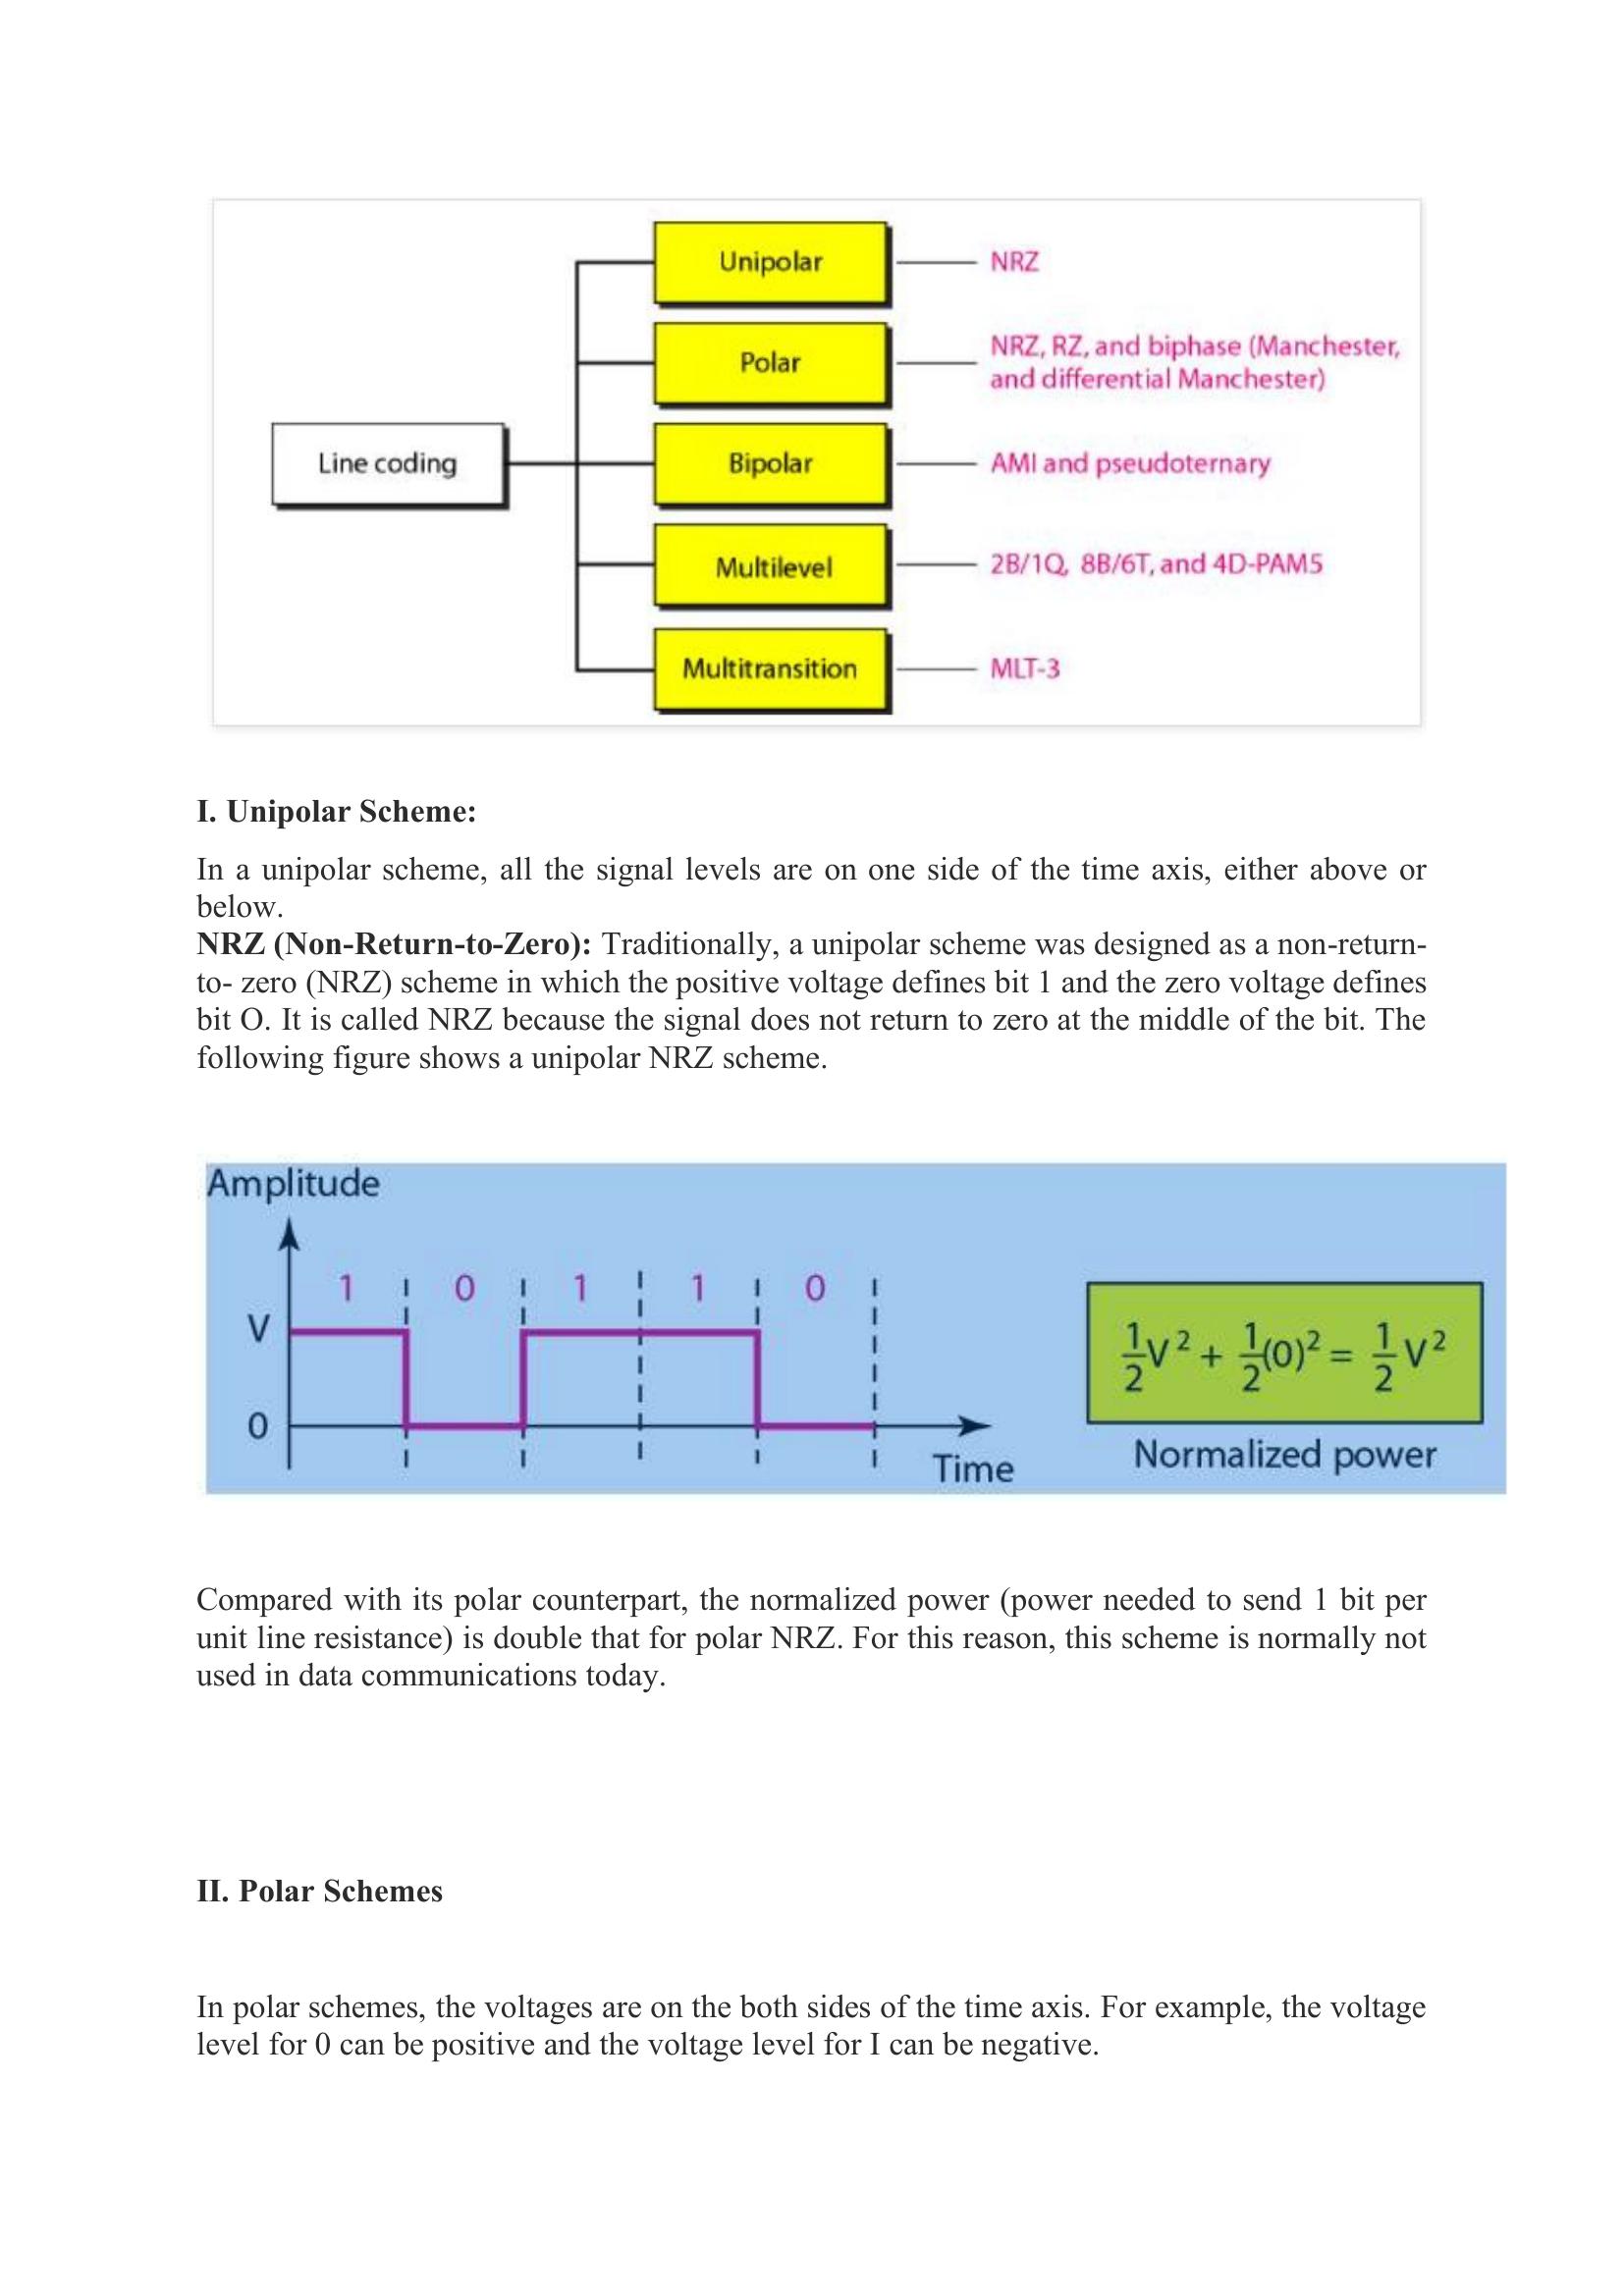 Line coding
Unipolar
NRZ
Polar
NRZ, RZ, and biphase (Manchester,
and differential Manchester)
Bipolar
AMI and pseudoternary
Multilevel
2B/1Q, 8B/6T, and 4D-PAM5
Multitransition
MLT-3
I. Unipolar Scheme:
In a unipolar scheme, all the signal levels are on one side of the time axis, either above or
below.
NRZ (Non-Return-to-Zero): Traditionally, a unipolar scheme was designed as a non-return-
to- zero (NRZ) scheme in which the positive voltage defines bit 1 and the zero voltage defines
bit O. It is called NRZ because the signal does not return to zero at the middle of the bit. The
following figure shows a unipolar NRZ scheme.
Amplitude
1 0 1 1 0
V
0
Time
1/2 V² + 1/2 (0)² = 1/2 V²
Normalized power
Compared with its polar counterpart, the normalized power (power needed to send 1 bit per
unit line resistance) is double that for polar NRZ. For this reason, this scheme is normally not
used in data communications today.
II. Polar Schemes
In polar schemes, the voltages are on the both sides of the time axis. For example, the voltage
level for 0 can be positive and the voltage level for I can be negative.